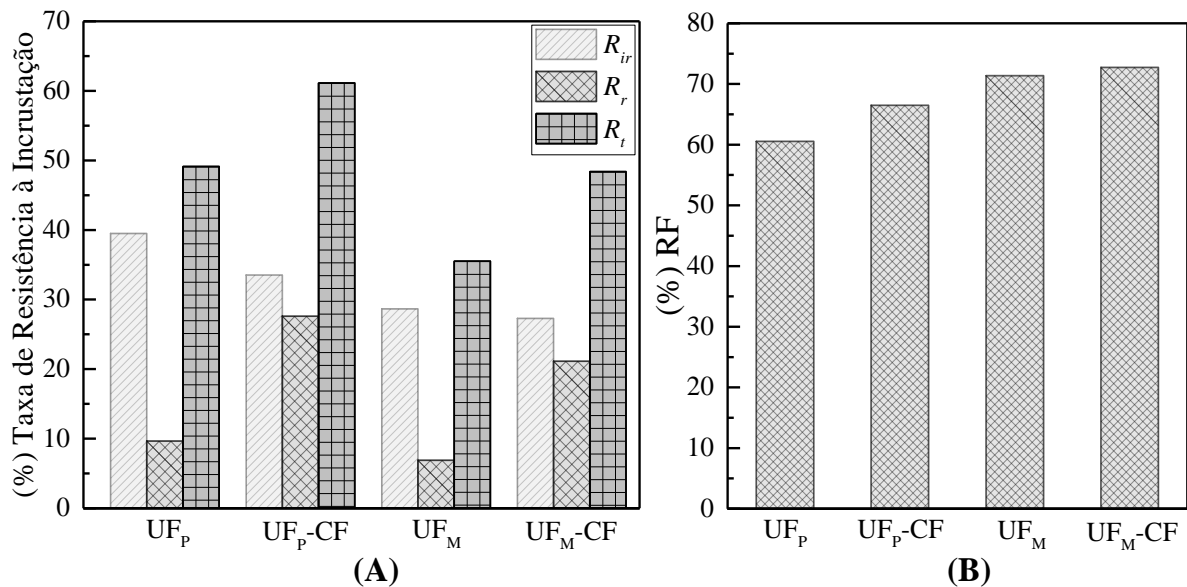 (%) Taxa de Resistência à Incrustação
70
60
50
40
30
20
10
0
R_ir
R_r
R_t
UF_P
UF_P-CF
UF_M
UF_M-CF
(A)
(%) RF
80
70
60
50
40
30
20
10
0
UF_P
UF_P-CF
UF_M
UF_M-CF
(B)